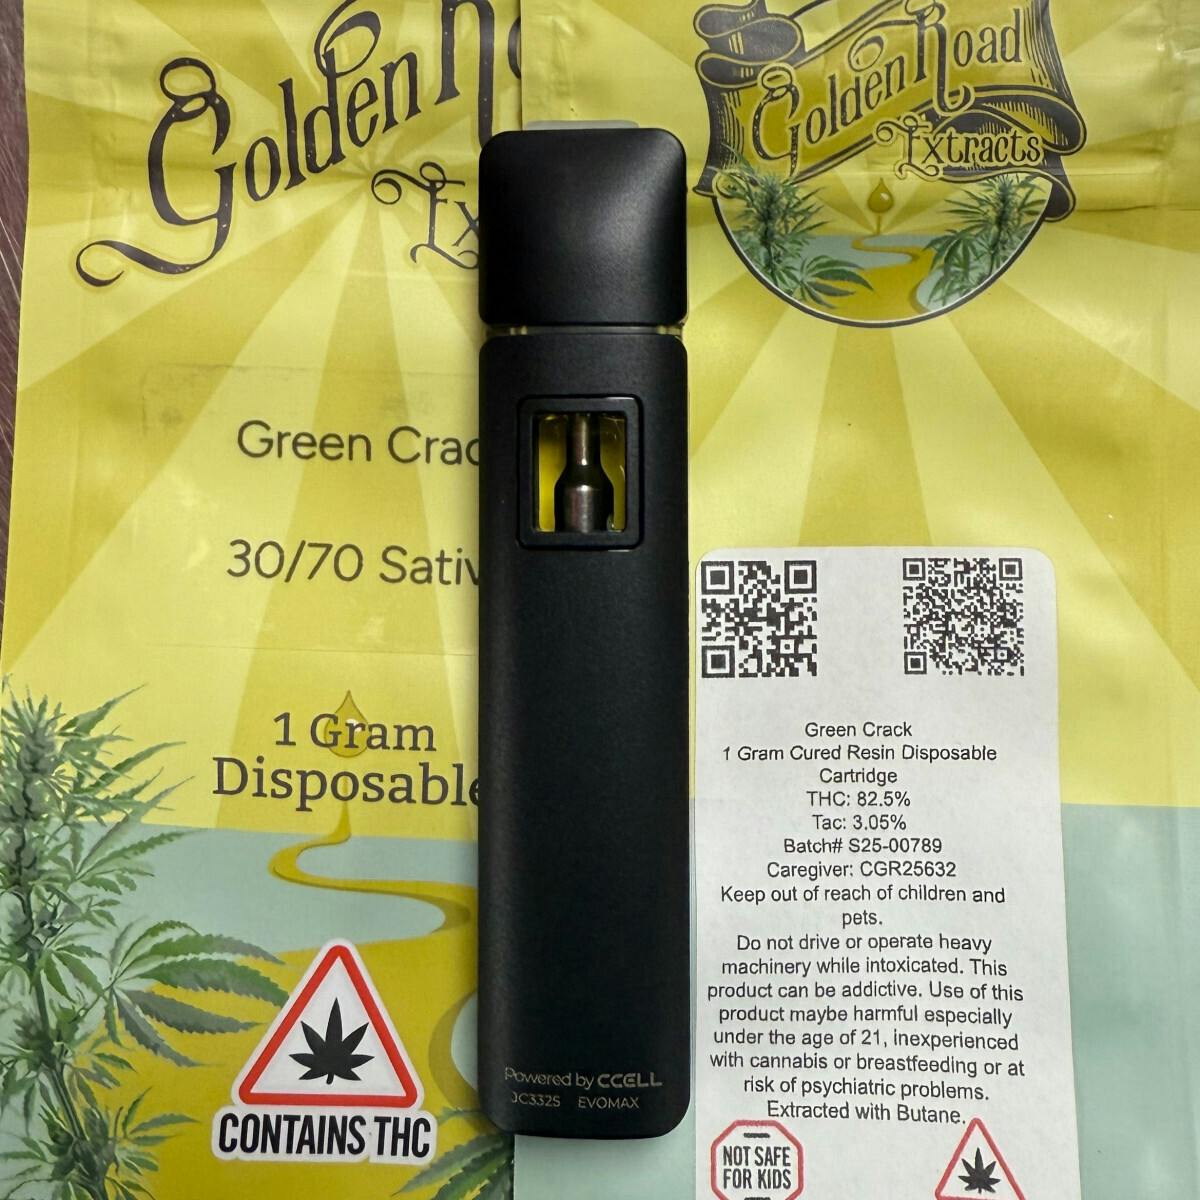 Golden
Green
30/70
1 Gram
CONTAINS THC
Powered by CCELL
JC332S EVOMAX
Golden Road
Extracts
Green Crack
1 Gram Cured Resin Disposable
Cartridge
THC: 82.5%
Tac: 3.05%
Batch# S25-00789
Caregiver: CGR25632
Keep out of reach of children and
pets.
Do not drive or operate heavy
machinery while intoxicated. This
product can be addictive. Use of this
product maybe harmful especially
under the age of 21, inexperienced
with cannabis or breastfeeding or at
risk of psychiatric problems.
Extracted with Butane.
NOT SAFE
FOR KIDS